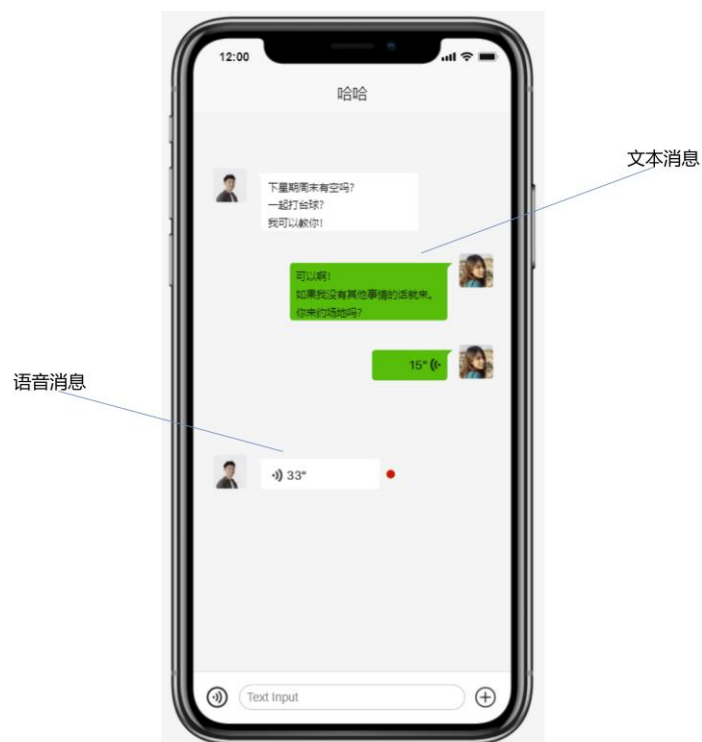 12:00
哈哈
文本消息
下星期周末有空吗?
一起打台球?
我可以教你!
可以啊!
如果我没有其他事情的话就来。
你来约场地吗?
15"
语音消息
33"
Text Input